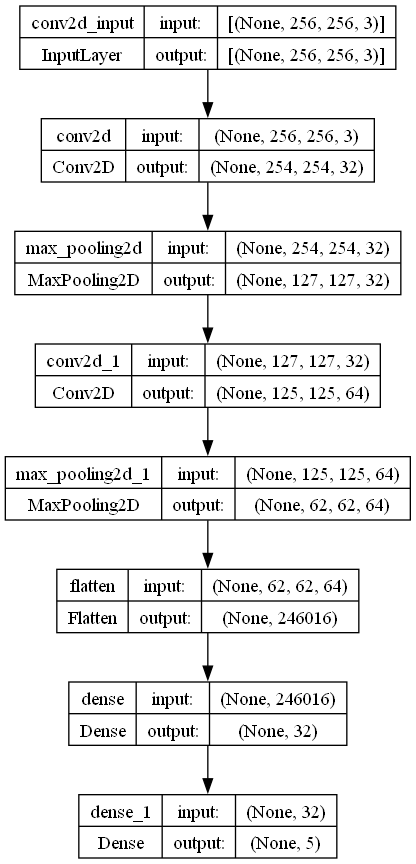 conv2d_input input: [(None, 256, 256, 3)]
InputLayer output: [(None, 256, 256, 3)]
conv2d input: (None, 256, 256, 3)
Conv2D output: (None, 254, 254, 32)
max_pooling2d input: (None, 254, 254, 32)
MaxPooling2D output: (None, 127, 127, 32)
conv2d_1 input: (None, 127, 127, 32)
Conv2D output: (None, 125, 125, 64)
max_pooling2d_1 input: (None, 125, 125, 64)
MaxPooling2D output: (None, 62, 62, 64)
flatten input: (None, 62, 62, 64)
Flatten output: (None, 246016)
dense input: (None, 246016)
Dense output: (None, 32)
dense_1 input: (None, 32)
Dense output: (None, 5)